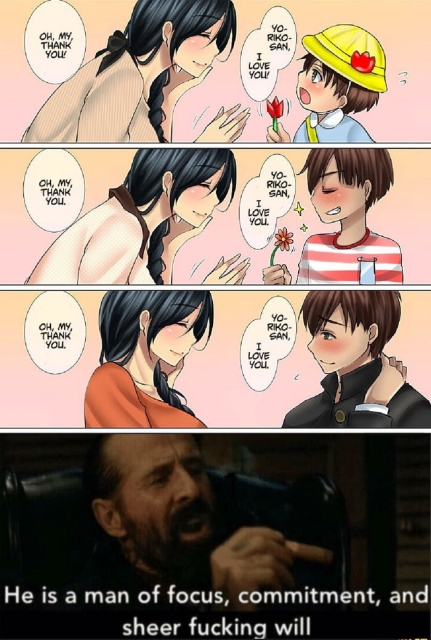 OH, MY,
THANK
YOU!
YO-
RIKO-
SAN,
I
LOVE
YOU!
OH, MY,
THANK
YOU.
YO-
RIKO-
SAN,
I
LOVE
YOU.
OH, MY,
THANK
YOU.
YO-
RIKO-
SAN,
I
LOVE
YOU.
He is a man of focus, commitment, and
sheer fucking will